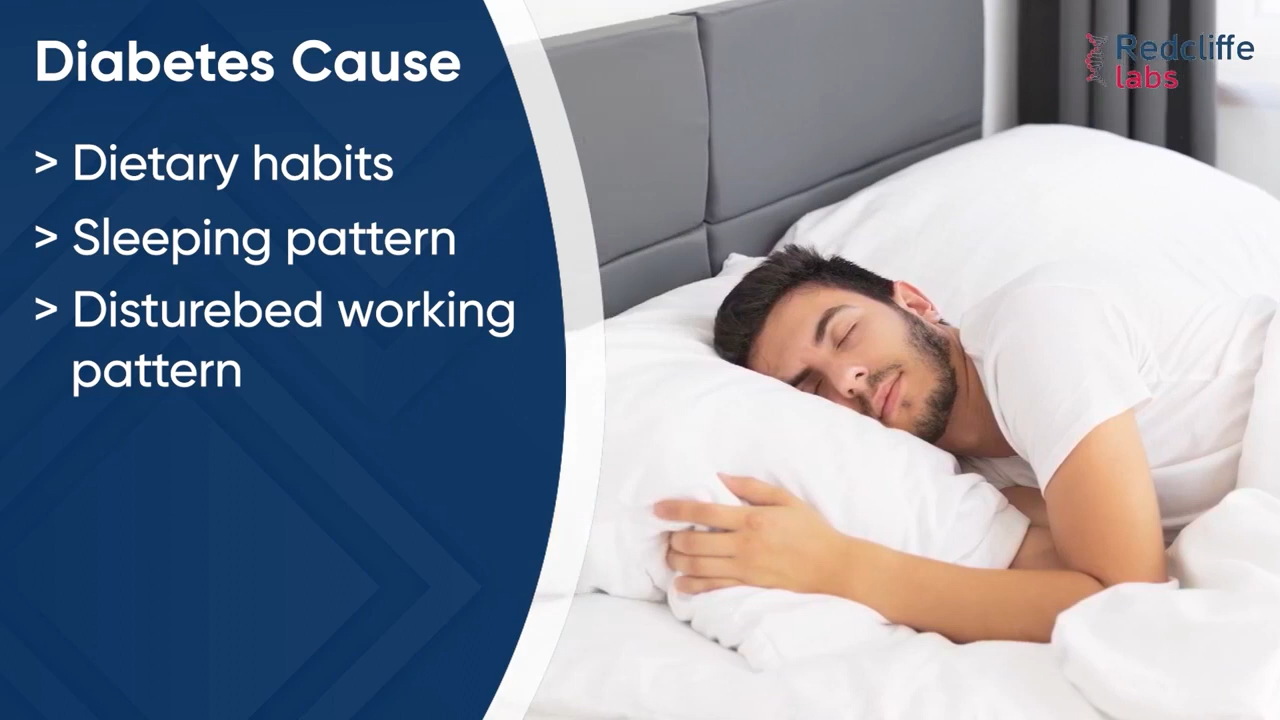 Diabetes Cause
> Dietary habits
> Sleeping pattern
> Disturebed working
pattern
Redcliffe
labs